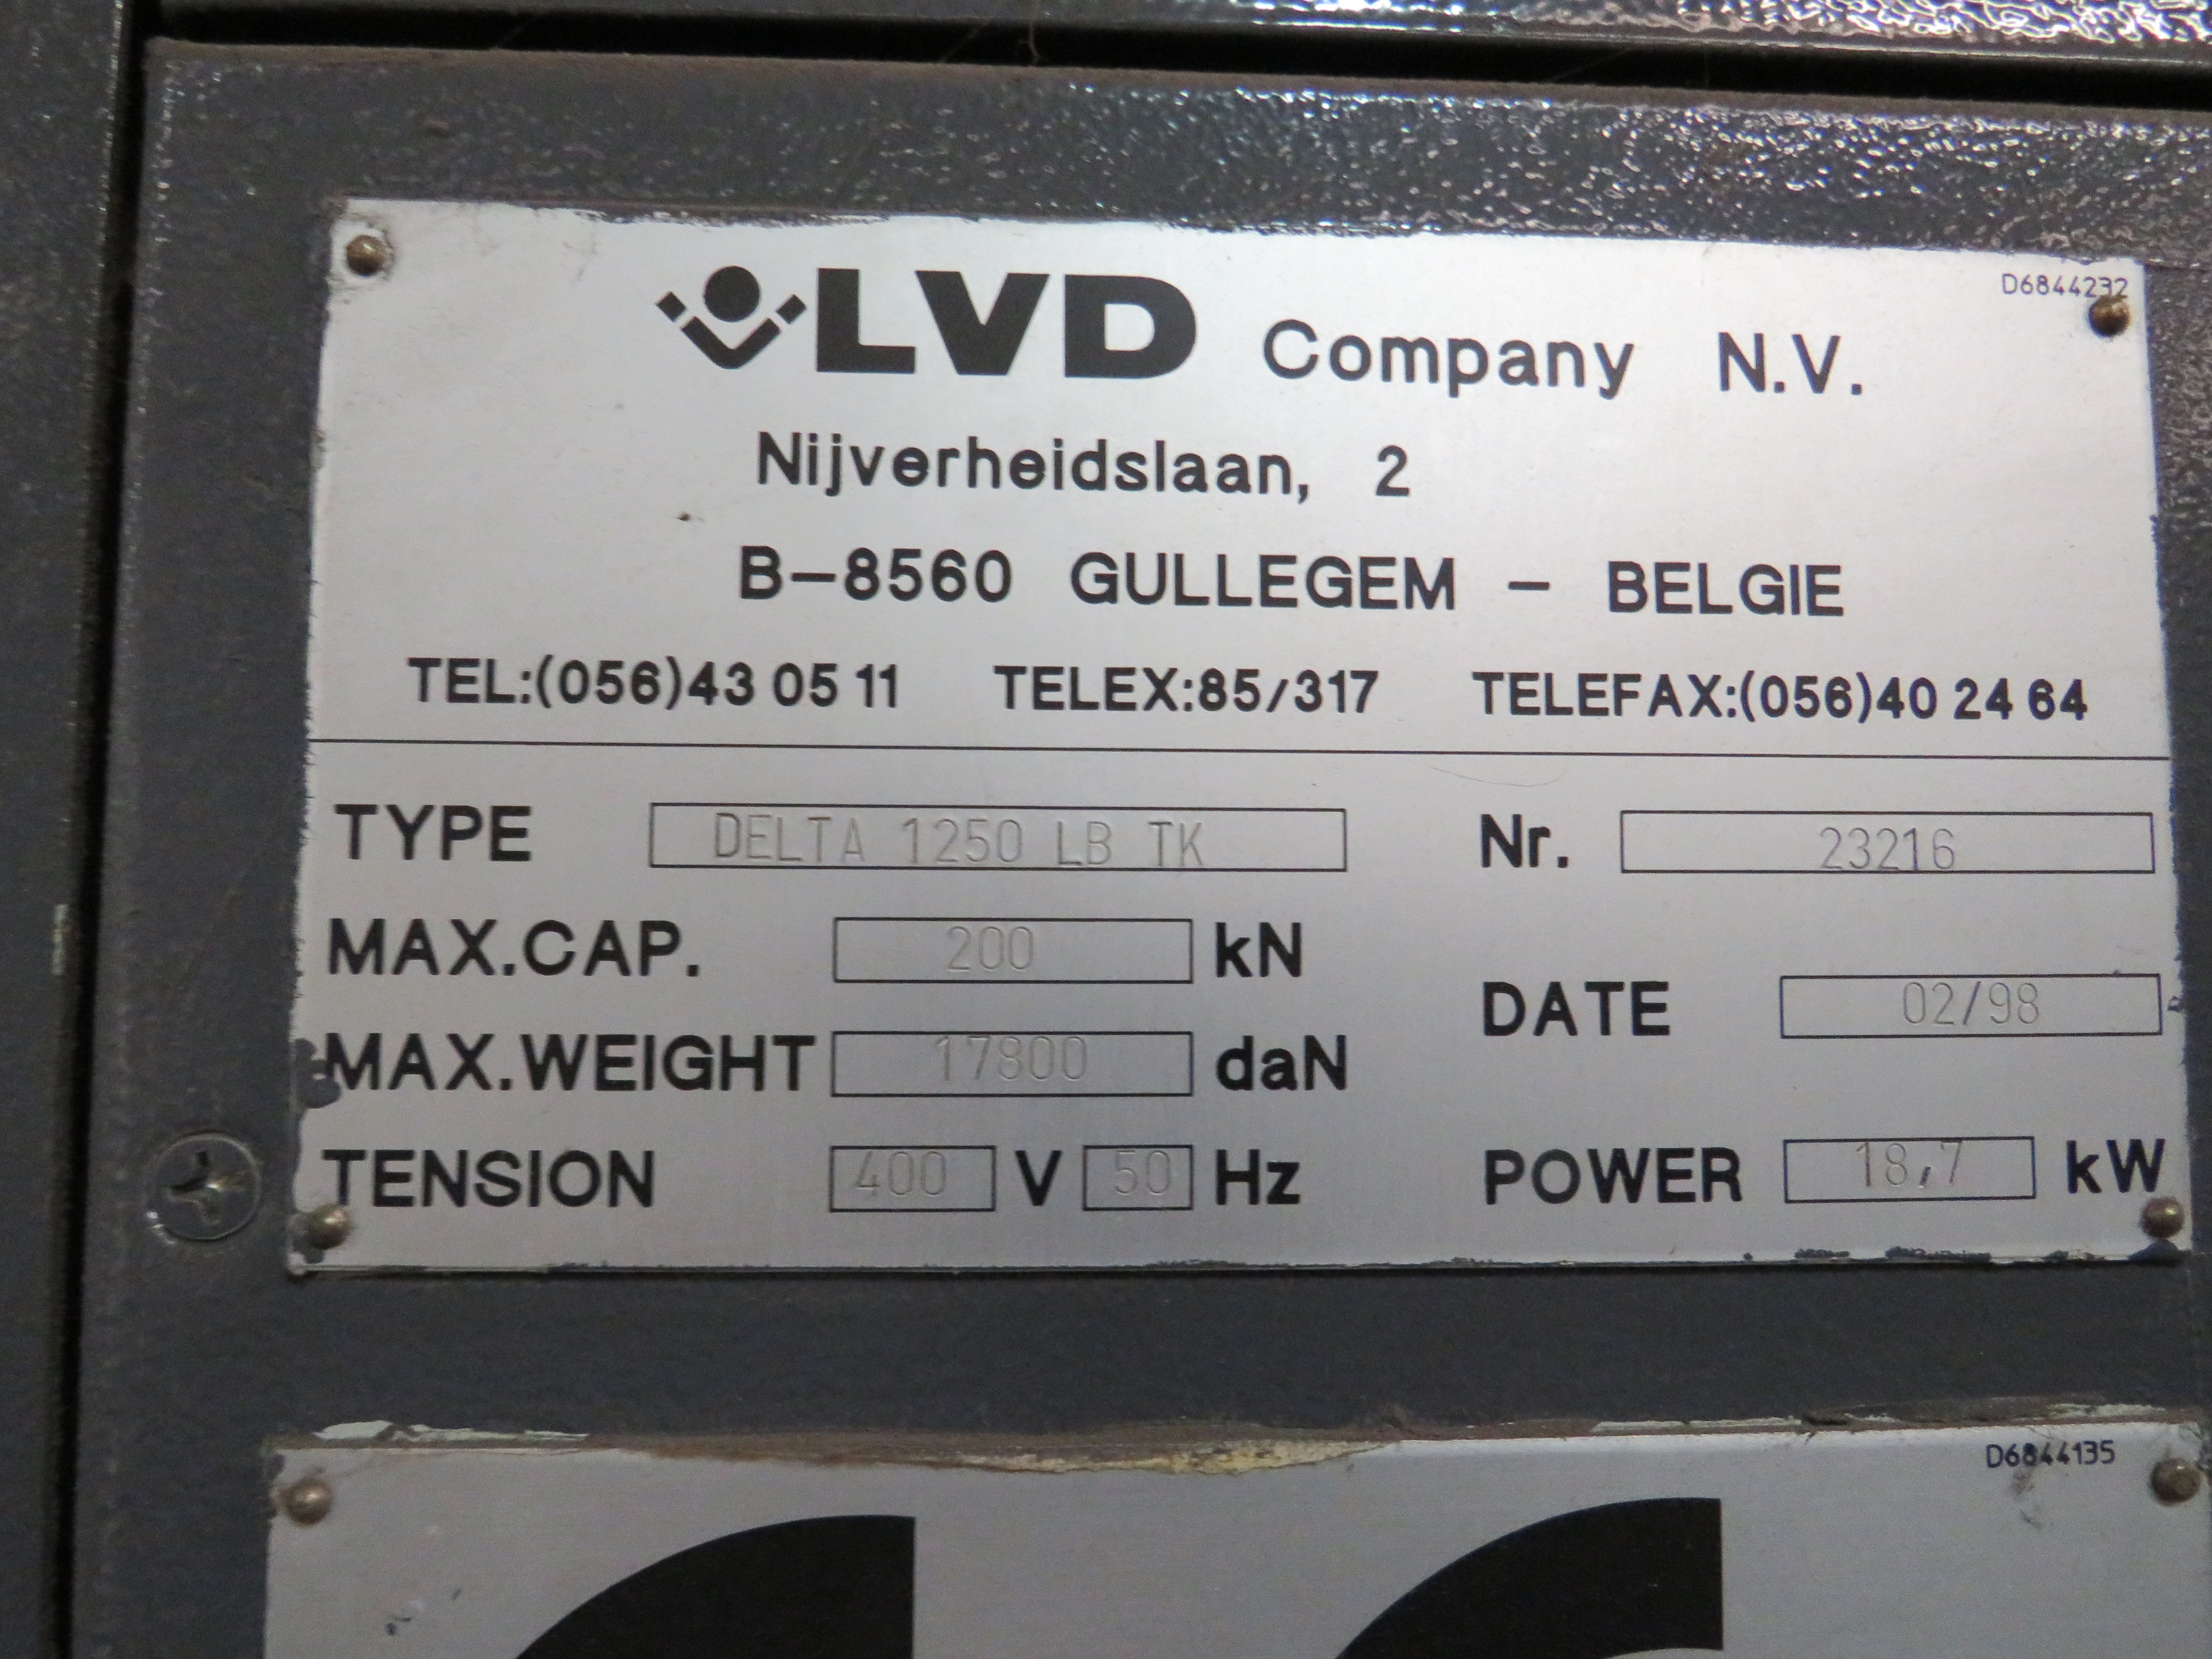 D6844232
LVD Company N.V.
Nijverheidslaan, 2
B-8560 GULLEGEM - BELGIE
TEL:(056)43 05 11 TELEX:85/317 TELEFAX:(056)40 24 64
TYPE DELTA 1250 LB TK Nr. 23216
MAX.CAP. 200 kN
DATE 02/98
MAX.WEIGHT 17800 daN
TENSION 400 V 50 Hz POWER 18,7 kW
D6844135